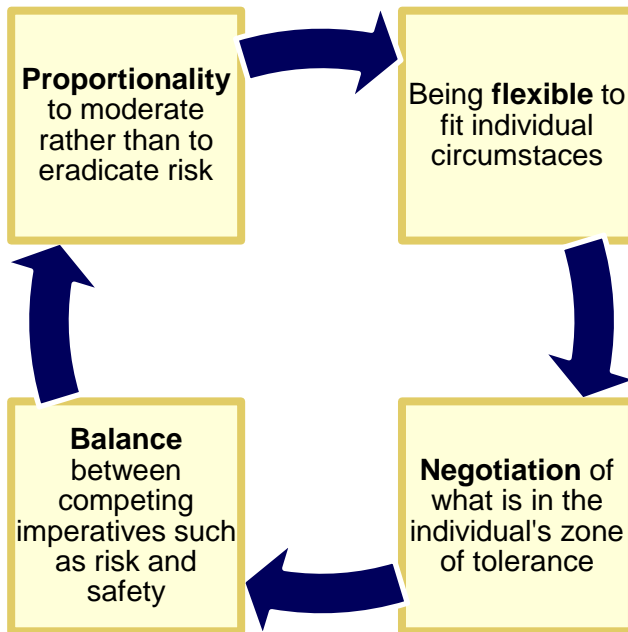 Proportionality
to moderate
rather than to
eradicate risk
Being flexible to
fit individual
circumstaces
Negotiation of
what is in the
individual's zone
of tolerance
Balance
between
competing
imperatives such
as risk and
safety